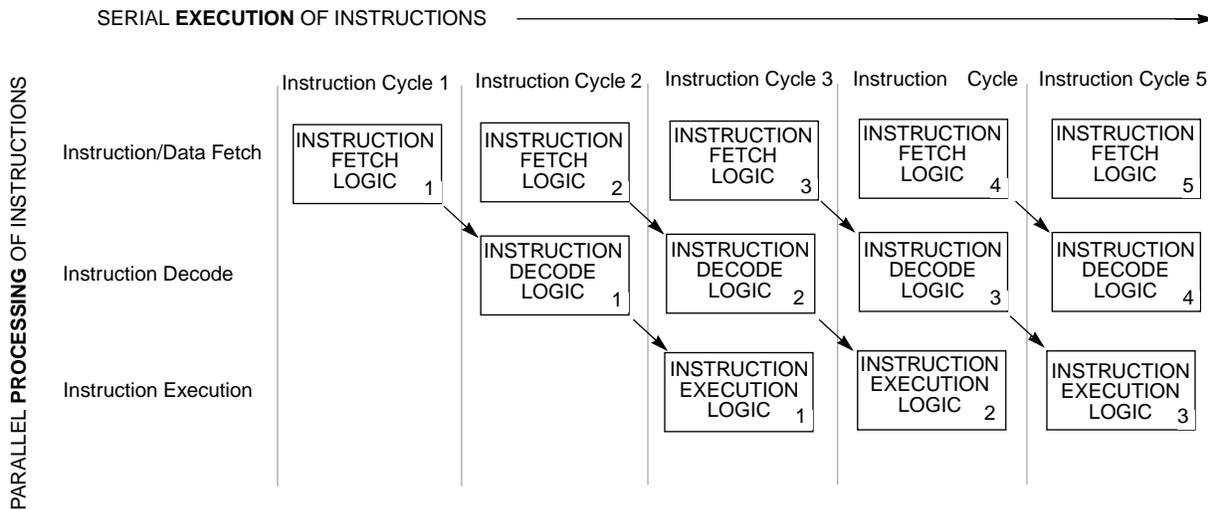 SERIAL EXECUTION OF INSTRUCTIONS
PARALLEL PROCESSING OF INSTRUCTIONS
Instruction Cycle 1
Instruction Cycle 2
Instruction Cycle 3
Instruction Cycle
Instruction Cycle 5
Instruction/Data Fetch
INSTRUCTION
FETCH
LOGIC 1
INSTRUCTION
FETCH
LOGIC 2
INSTRUCTION
FETCH
LOGIC 3
INSTRUCTION
FETCH
LOGIC 4
INSTRUCTION
FETCH
LOGIC 5
Instruction Decode
INSTRUCTION
DECODE
LOGIC 1
INSTRUCTION
DECODE
LOGIC 2
INSTRUCTION
DECODE
LOGIC 3
INSTRUCTION
DECODE
LOGIC 4
Instruction Execution
INSTRUCTION
EXECUTION
LOGIC 1
INSTRUCTION
EXECUTION
LOGIC 2
INSTRUCTION
EXECUTION
LOGIC 3